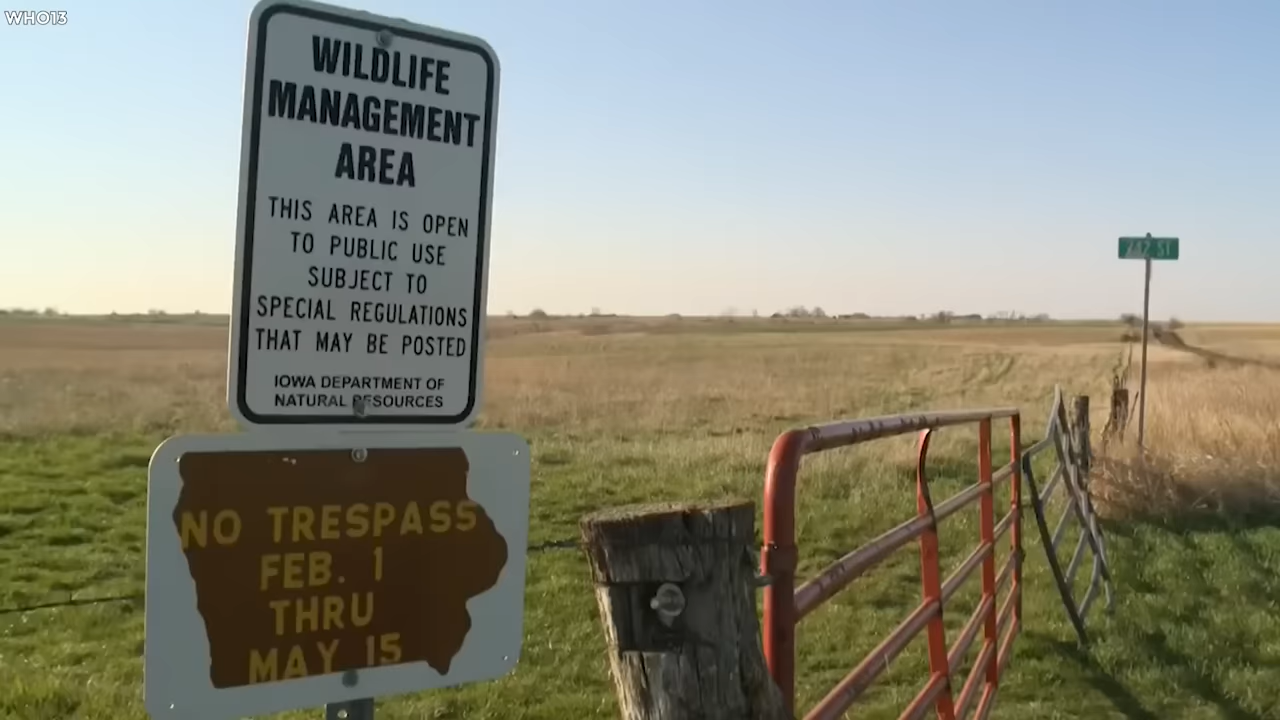 WHO13
WILDLIFE
MANAGEMENT
AREA
THIS AREA IS OPEN
TO PUBLIC USE
SUBJECT TO
SPECIAL REGULATIONS
THAT MAY BE POSTED
IOWA DEPARTMENT OF
NATURAL RESOURCES
NO TRESPASS
FEB. 1
THRU
MAY 15
ST